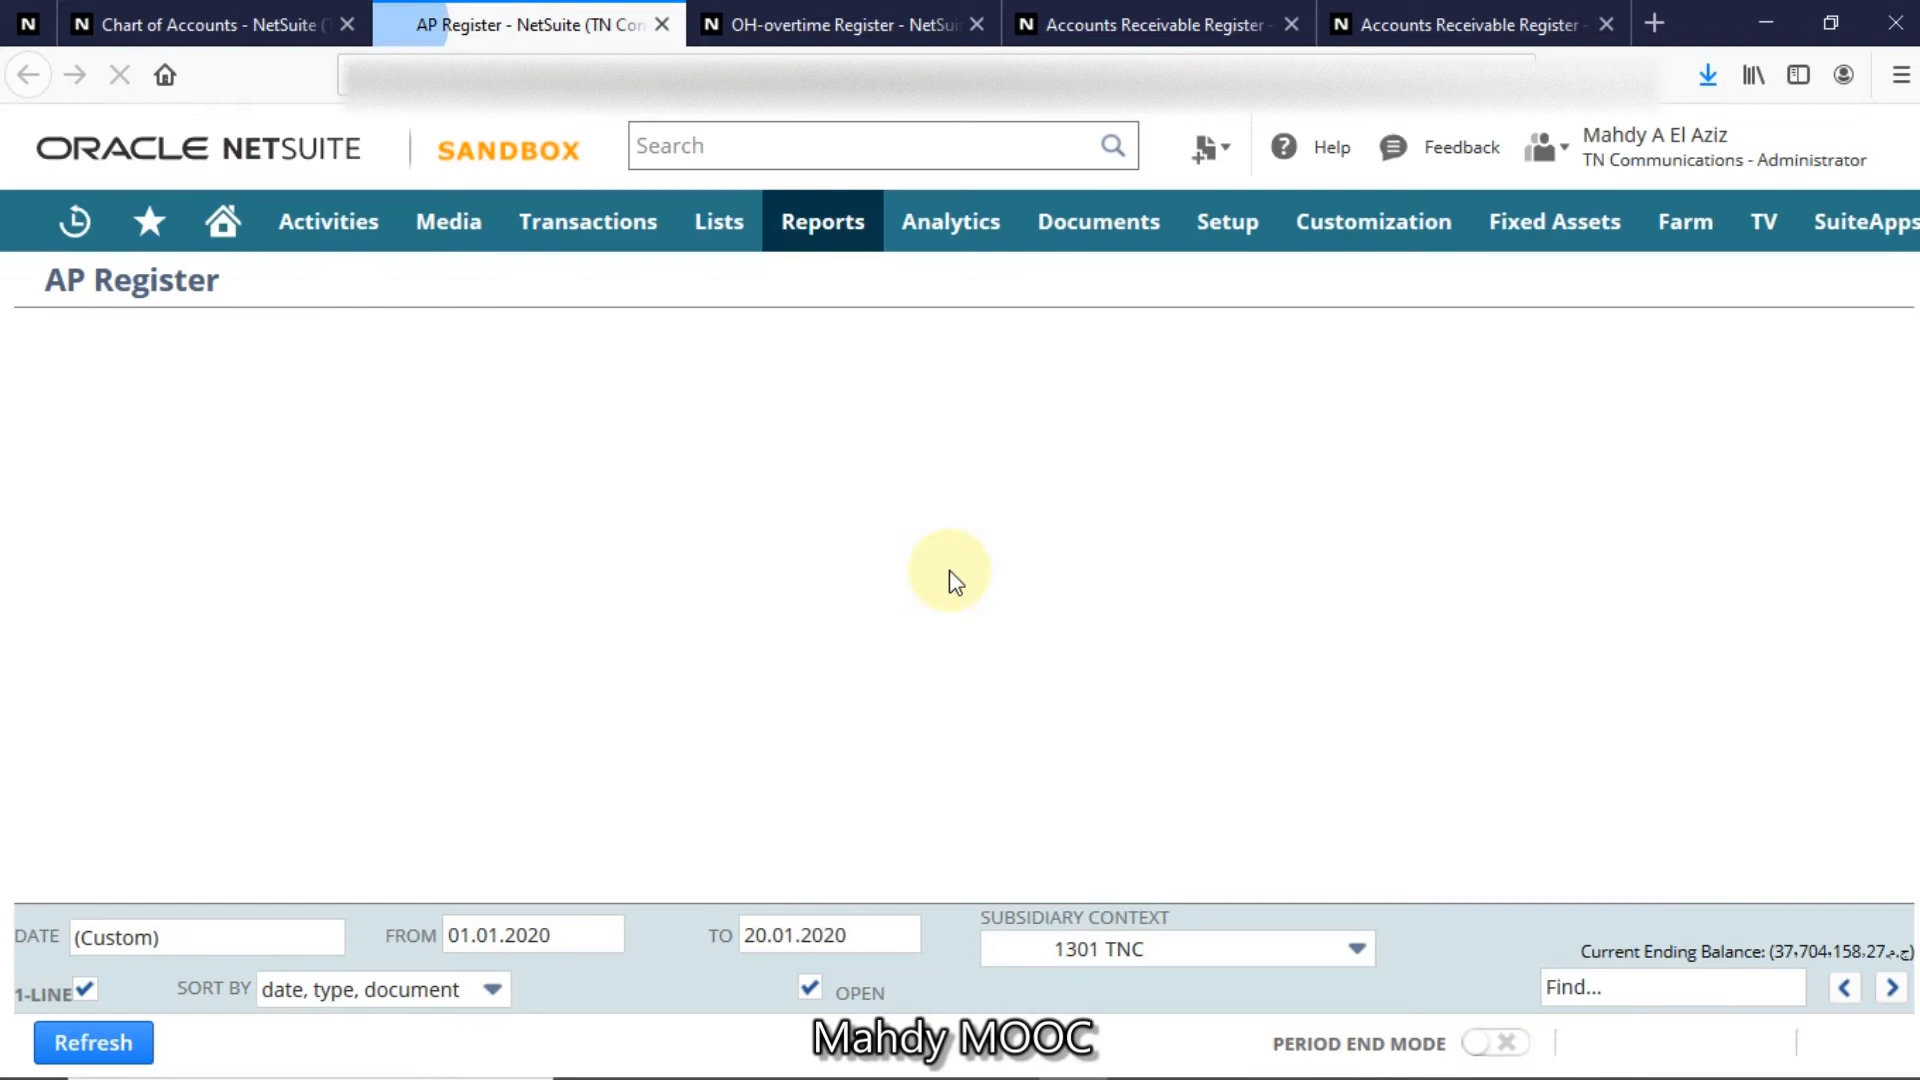 Chart of Accounts - NetSuite (
AP Register - NetSuite (TN Con
OH-overtime Register - NetSui
Accounts Receivable Register -
Accounts Receivable Register -
ORACLE NETSUITE
SANDBOX
Search
Help
Feedback
Mahdy A El Aziz
TN Communications - Administrator
Activities
Media
Transactions
Lists
Reports
Analytics
Documents
Setup
Customization
Fixed Assets
Farm
TV
SuiteApps
AP Register
DATE
(Custom)
FROM
01.01.2020
TO
20.01.2020
SUBSIDIARY CONTEXT
1301 TNC
Current Ending Balance: (37،704،158.27ج.م.)
1-LINE
SORT BY
date, type, document
OPEN
Find...
Refresh
Mahdy MOOC
PERIOD END MODE